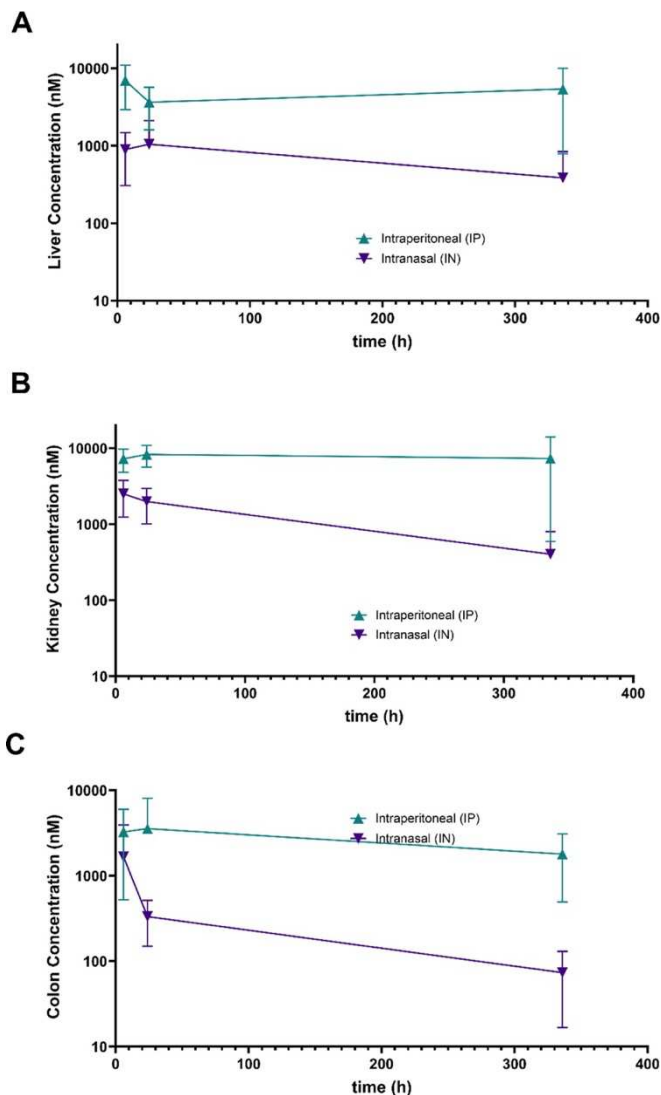 A
Liver Concentration (nM)
10000
1000
100
10
Intraperitoneal (IP)
Intranasal (IN)
0 100 200 300 400
time (h)
B
Kidney Concentration (nM)
10000
1000
100
10
Intraperitoneal (IP)
Intranasal (IN)
0 100 200 300 400
time (h)
C
Colon Concentration (nM)
10000
1000
100
10
Intraperitoneal (IP)
Intranasal (IN)
0 100 200 300 400
time (h)